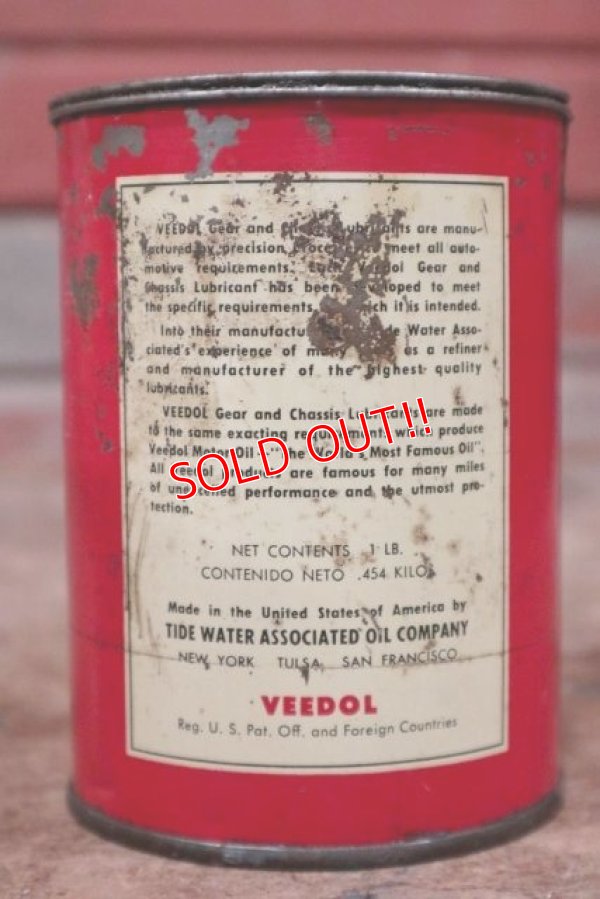 VEEDOL Gear and Lubricants are manu-
factured by precision meet all auto-
motive requirements. Each Veedol Gear and
Chassis Lubricant has been developed to meet
the specific requirements which it is intended.
Into their Water Asso-
ciated's experience of as a refiner
and manufacturer of the highest quality
lubricants.
VEEDOL Gear and Chassis Lubricants are made
to the same exacting requirements which produce
Veedol Motor Oil — "the World's Most Famous Oil".
All Veedol products are famous for many miles
of unexcelled performance and the utmost pro-
tection.
SOLD OUT!!
NET CONTENTS 1 LB.
CONTENIDO NETO .454 KILOS
Made in the United States of America by
TIDE WATER ASSOCIATED OIL COMPANY
NEW YORK TULSA SAN FRANCISCO
VEEDOL
Reg. U. S. Pat. Off. and Foreign Countries